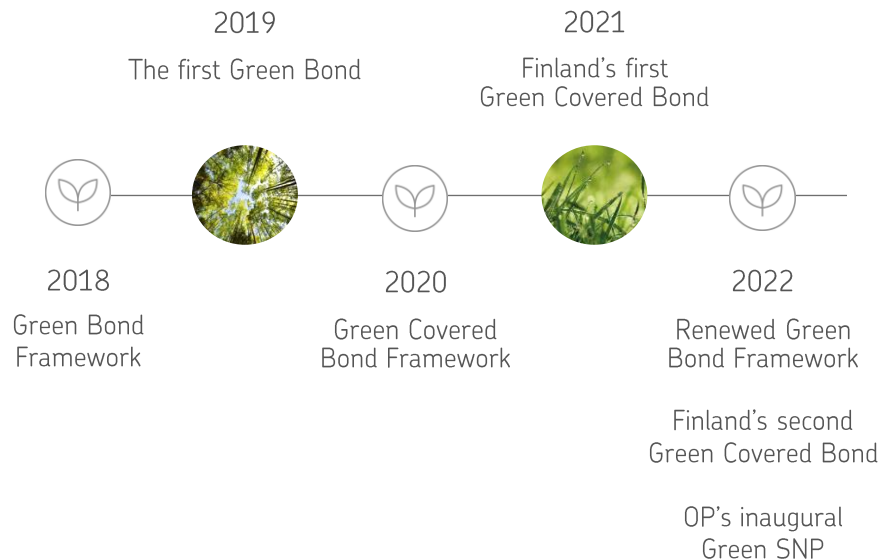 2019
The first Green Bond
2021
Finland's first
Green Covered Bond
2018
Green Bond
Framework
2020
Green Covered
Bond Framework
2022
Renewed Green
Bond Framework
Finland's second
Green Covered Bond
OP's inaugural
Green SNP